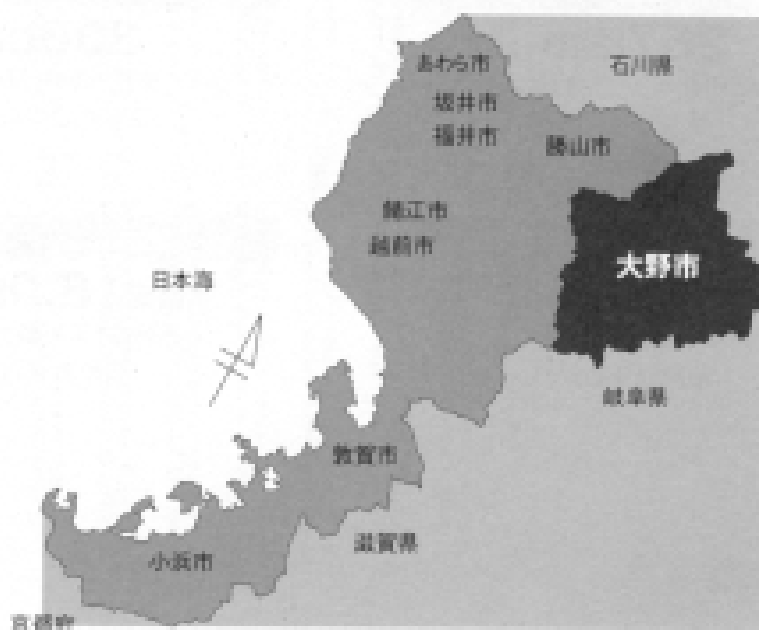 あわら市
石川県
坂井市
福井市
勝山市
鯖江市
越前市
大野市
日本海
岐阜県
敦賀市
滋賀県
小浜市
京都府